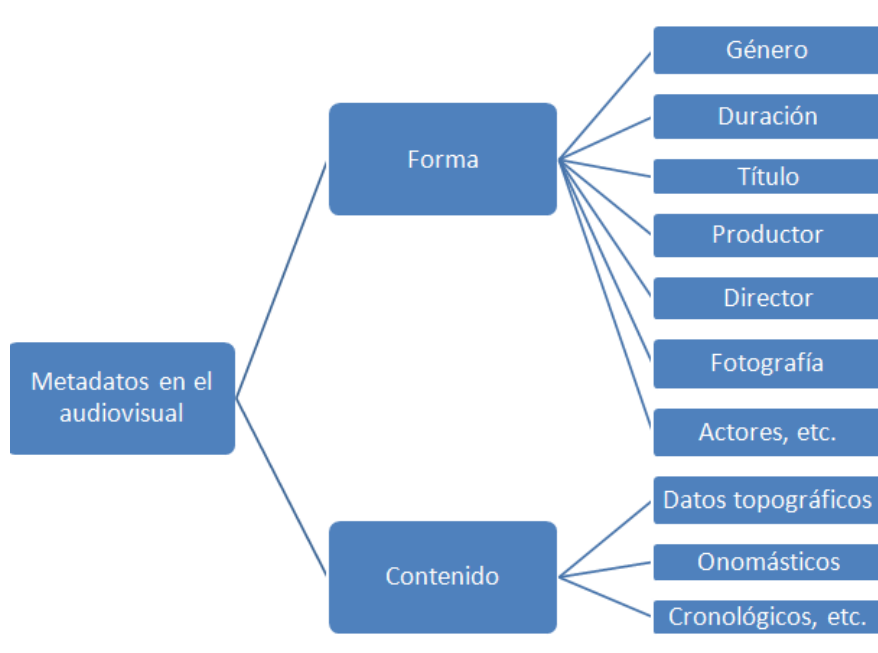 Metadatos en el
audiovisual
Forma
Género
Duración
Título
Productor
Director
Fotografía
Actores, etc.
Contenido
Datos topográficos
Onomásticos
Cronológicos, etc.